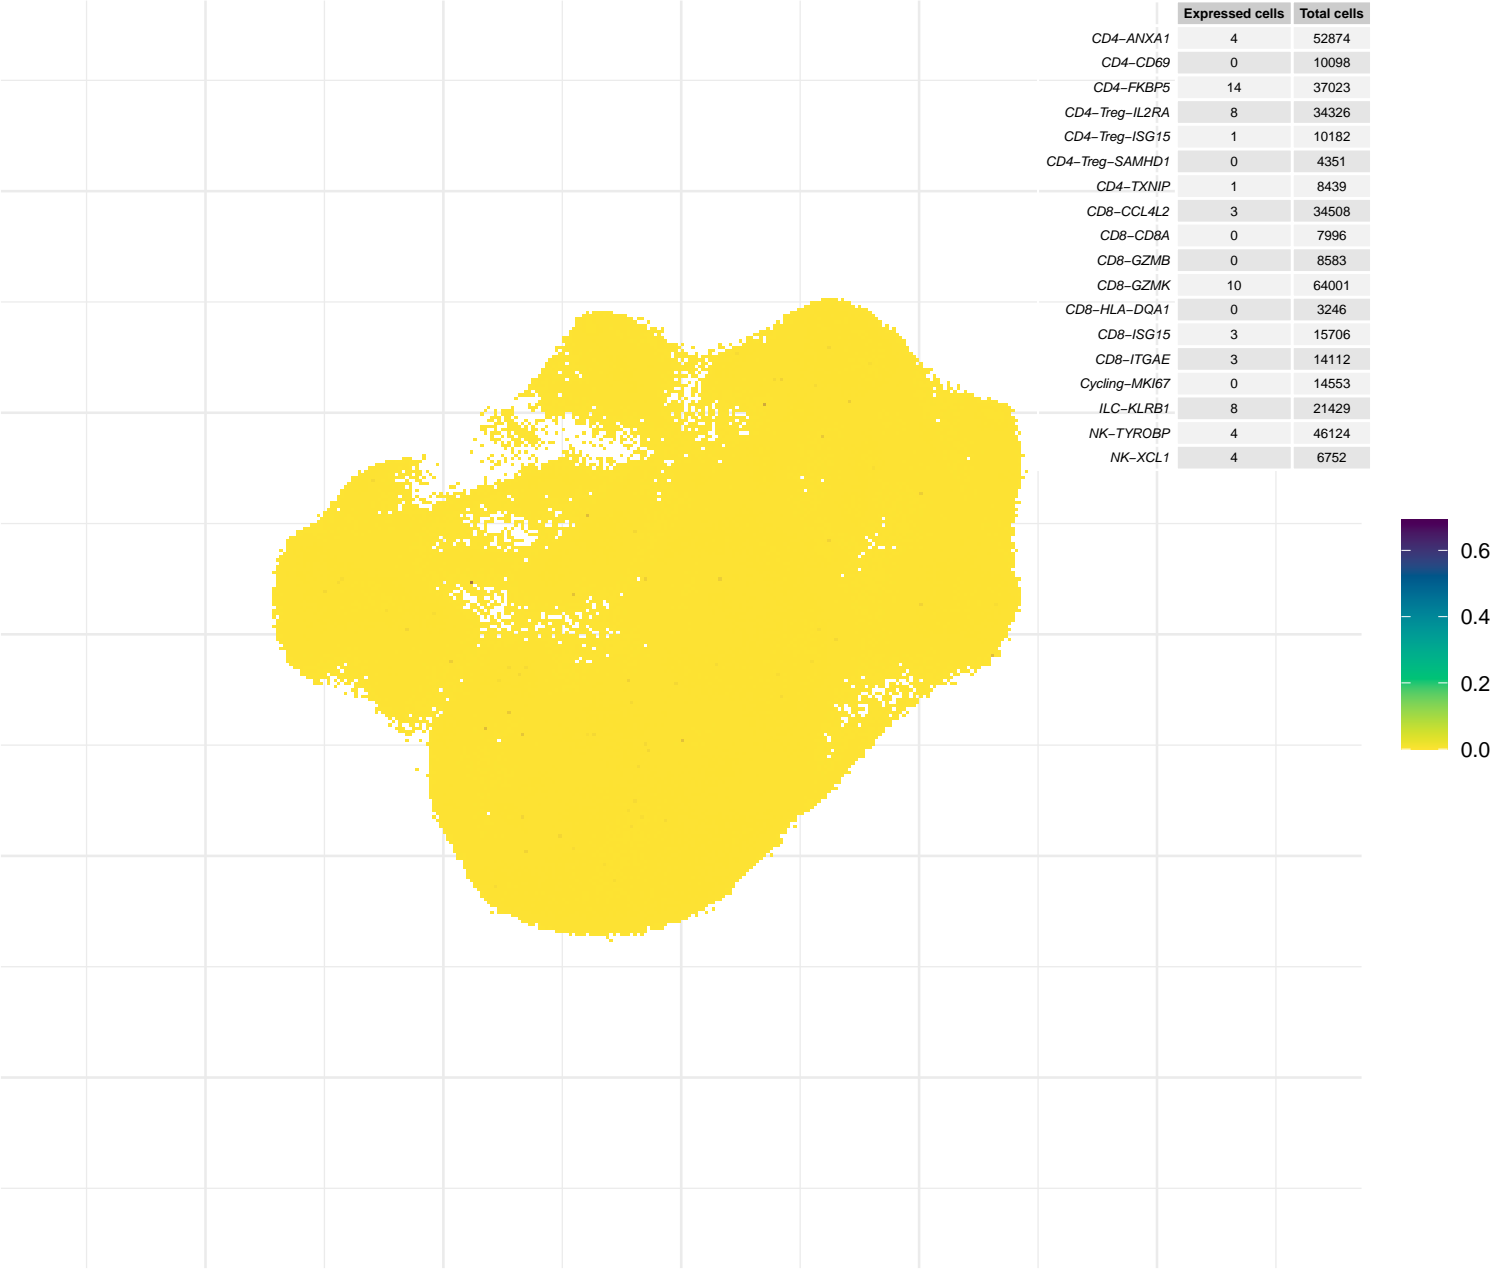 Expressed cells Total cells
CD4−ANXA1 4 52874
CD4−CD69 0 10098
CD4−FKBP5 14 37023
CD4−Treg−IL2RA 8 34326
CD4−Treg−ISG15 1 10182
CD4−Treg−SAMHD1 0 4351
CD4−TXNIP 1 8439
CD8−CCL4L2 3 34508
CD8−CD8A 0 7996
CD8−GZMB 0 8583
CD8−GZMK 10 64001
CD8−HLA−DQA1 0 3246
CD8−ISG15 3 15706
CD8−ITGAE 3 14112
Cycling−MKI67 0 14553
ILC−KLRB1 8 21429
NK−TYROBP 4 46124
NK−XCL1 4 6752
0.6
0.4
0.2
0.0